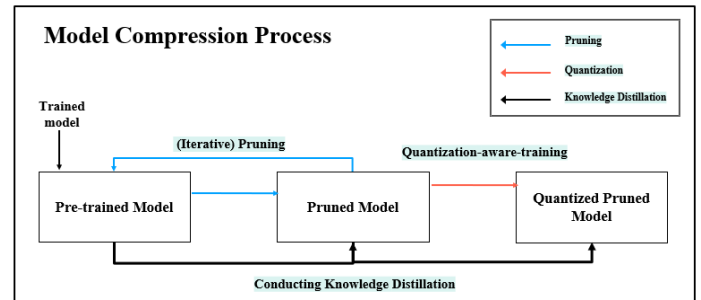 Model Compression Process
Pruning
Quantization
Knowledge Distillation
Trained
model
(Iterative) Pruning
Quantization-aware-training
Pre-trained Model
Pruned Model
Quantized Pruned
Model
Conducting Knowledge Distillation